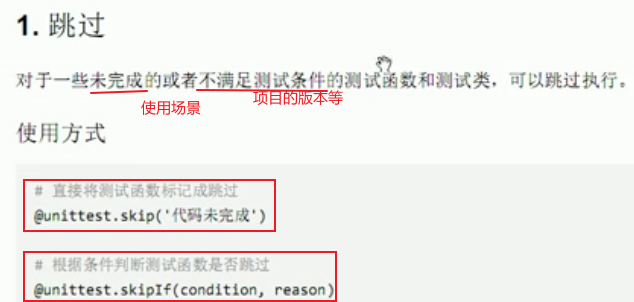 1. 跳过
对于一些未完成的或者不满足测试条件的测试函数和测试类，可以跳过执行。
使用场景 项目的版本等
使用方式
# 直接将测试函数标记成跳过
@unittest.skip('代码未完成')
# 根据条件判断测试函数是否跳过
@unittest.skipIf(condition, reason)